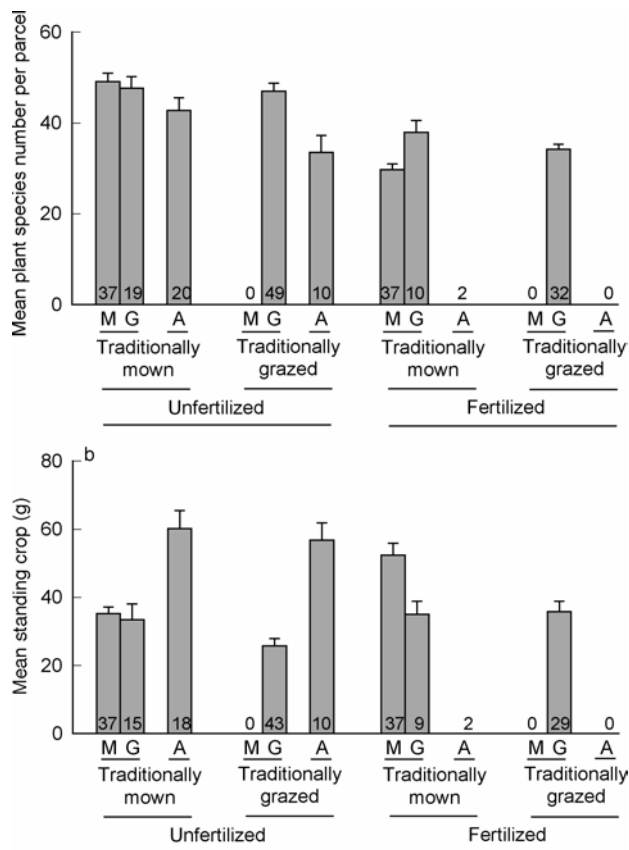 60
40
20
0
Mean plant species number per parcel
37 19 20 0 49 10 37 10 2 0 32 0
M G A M G A M G A M G A
Traditionally mown Traditionally grazed Traditionally mown Traditionally grazed
Unfertilized Fertilized
b
80
60
40
20
0
Mean standing crop (g)
37 15 18 0 43 10 37 9 2 0 29 0
M G A M G A M G A M G A
Traditionally mown Traditionally grazed Traditionally mown Traditionally grazed
Unfertilized Fertilized